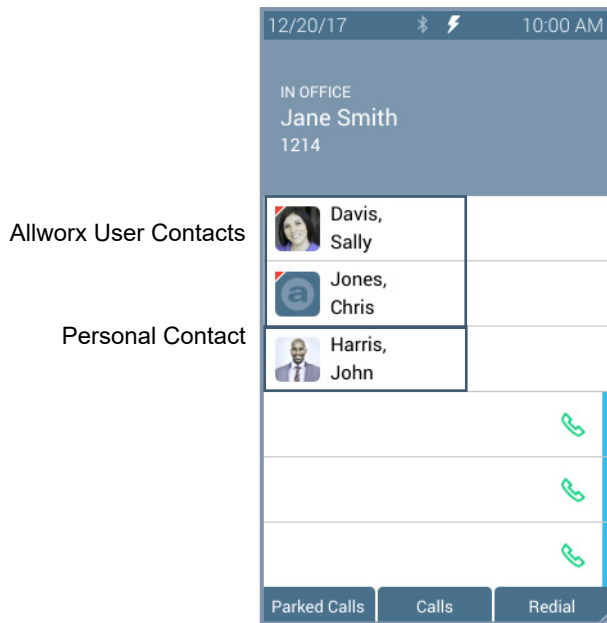 12/20/17 10:00 AM
IN OFFICE
Jane Smith
1214
Allworx User Contacts
Davis,
Sally
a
Jones,
Chris
Personal Contact
Harris,
John
Parked Calls Calls Redial